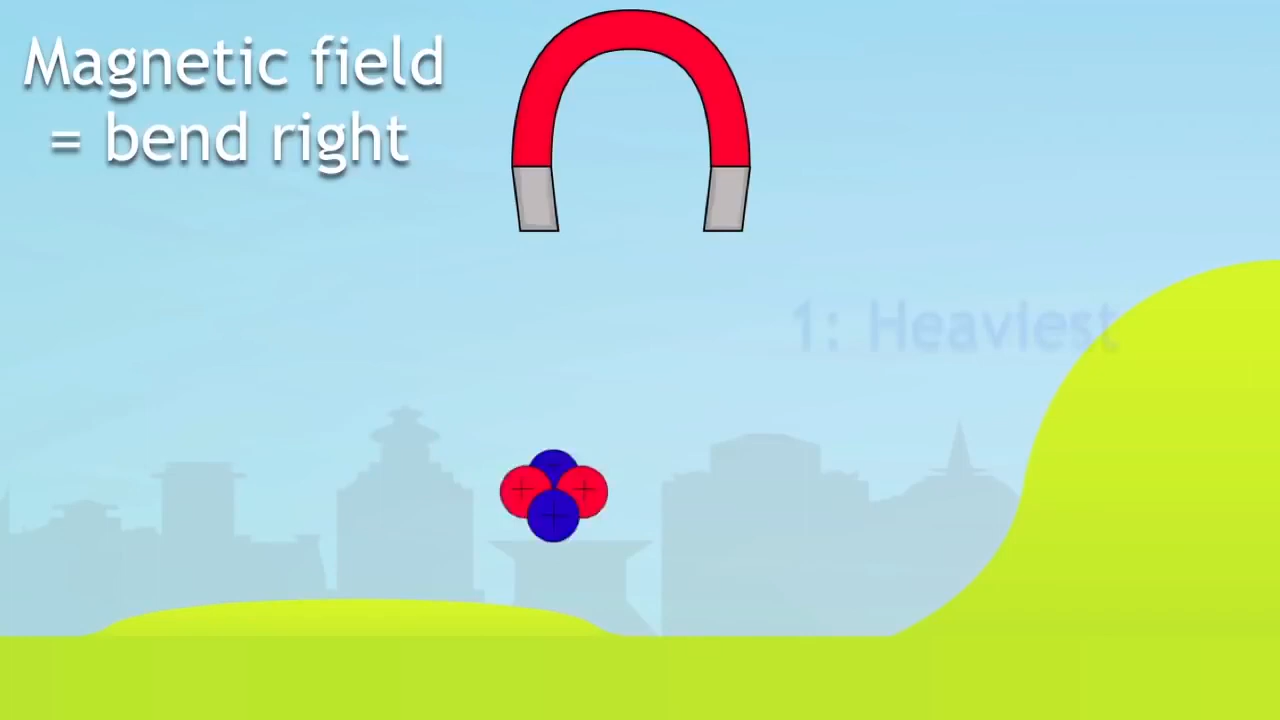 Magnetic field
= bend right
1: Heaviest
+ +
+